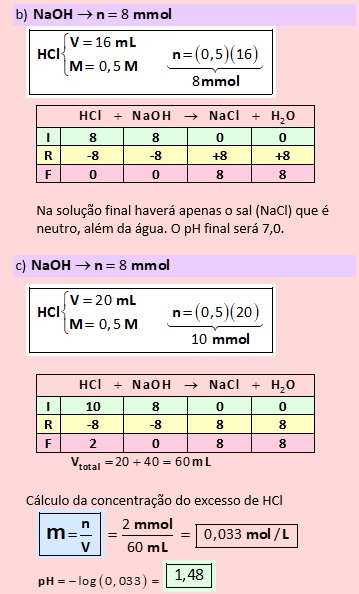 b) NaOH → n = 8 mmol
HCl { V = 16 mL
M = 0,5 M
n = (0,5)(16)
8 mmol
HCl + NaOH → NaCl + H₂O
I 8 8 0 0
R -8 -8 +8 +8
F 0 0 8 8
Na solução final haverá apenas o sal (NaCl) que é
neutro, além da água. O pH final será 7,0.
c) NaOH → n = 8 mmol
HCl { V = 20 mL
M = 0,5 M
n = (0,5)(20)
10 mmol
HCl + NaOH → NaCl + H₂O
I 10 8 0 0
R -8 -8 8 8
F 2 0 8 8
V total = 20 + 40 = 60 mL
Cálculo da concentração do excesso de HCl
m = n/V = 2 mmol / 60 mL = 0,033 mol/L
pH = −log(0,033) = 1,48